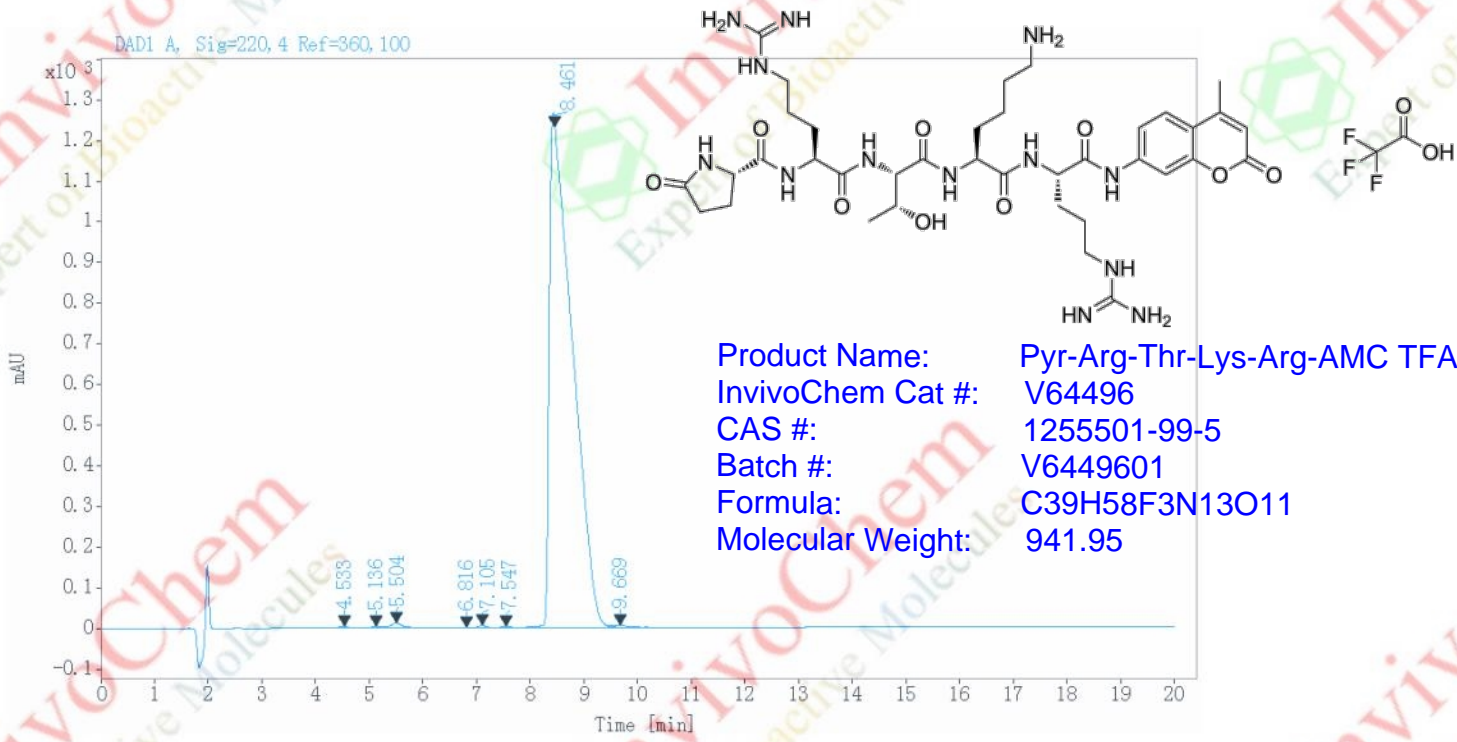 DAD1 A, Sig=220,4 Ref=360,100
x10 3
1.3
1.2
1.1
1
0.9
0.8
0.7
0.6
0.5
0.4
0.3
0.2
0.1
0
-0.1
mAU
0 1 2 3 4 5 6 7 8 9 10 11 12 13 14 15 16 17 18 19 20
Time [min]
4.533
5.136
5.504
6.816
7.105
7.547
8.461
9.669
H2N NH
HN
NH2
O
H
N
O
N
H
O
H
N
O
OH
O
N
H
O
H
N
O
N
H
O
O
NH
HN NH2
F
F
F
O
OH
Product Name: Pyr-Arg-Thr-Lys-Arg-AMC TFA
InvivoChem Cat #: V64496
CAS #: 1255501-99-5
Batch #: V6449601
Formula: C39H58F3N13O11
Molecular Weight: 941.95
InvivoChem
Expert of Bioactive Molecules